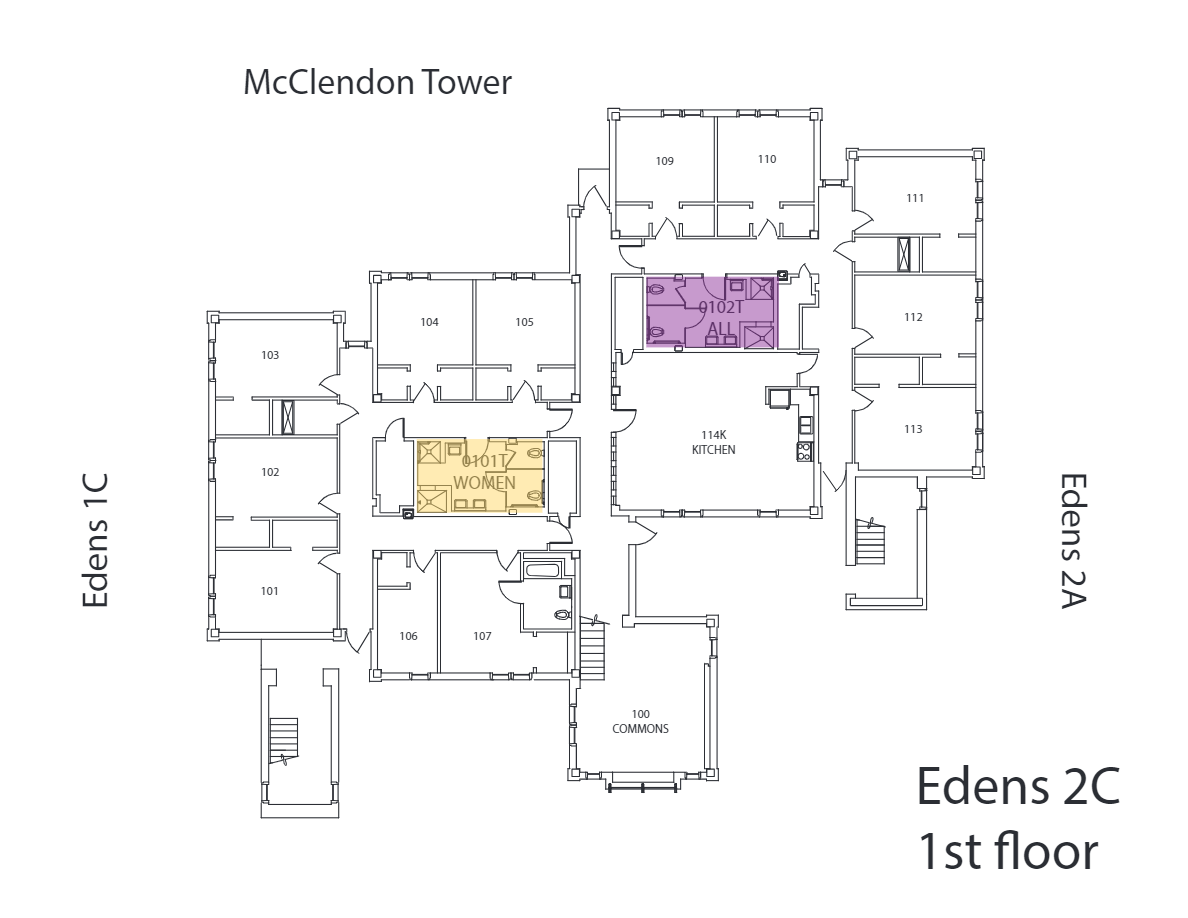 McClendon Tower
109
110
111
104
105
0102T
ALL
112
103
114K
KITCHEN
113
102
0101T
WOMEN
Edens 1C
Edens 2A
101
106
107
100
COMMONS
Edens 2C
1st floor